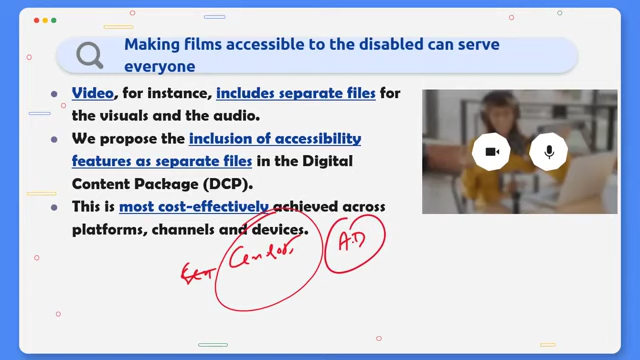 Making films accessible to the disabled can serve
everyone
Video, for instance, includes separate files for
the visuals and the audio.
We propose the inclusion of accessibility
features as separate files in the Digital
Content Package (DCP).
This is most cost-effectively achieved across
platforms, channels and devices.
A.D